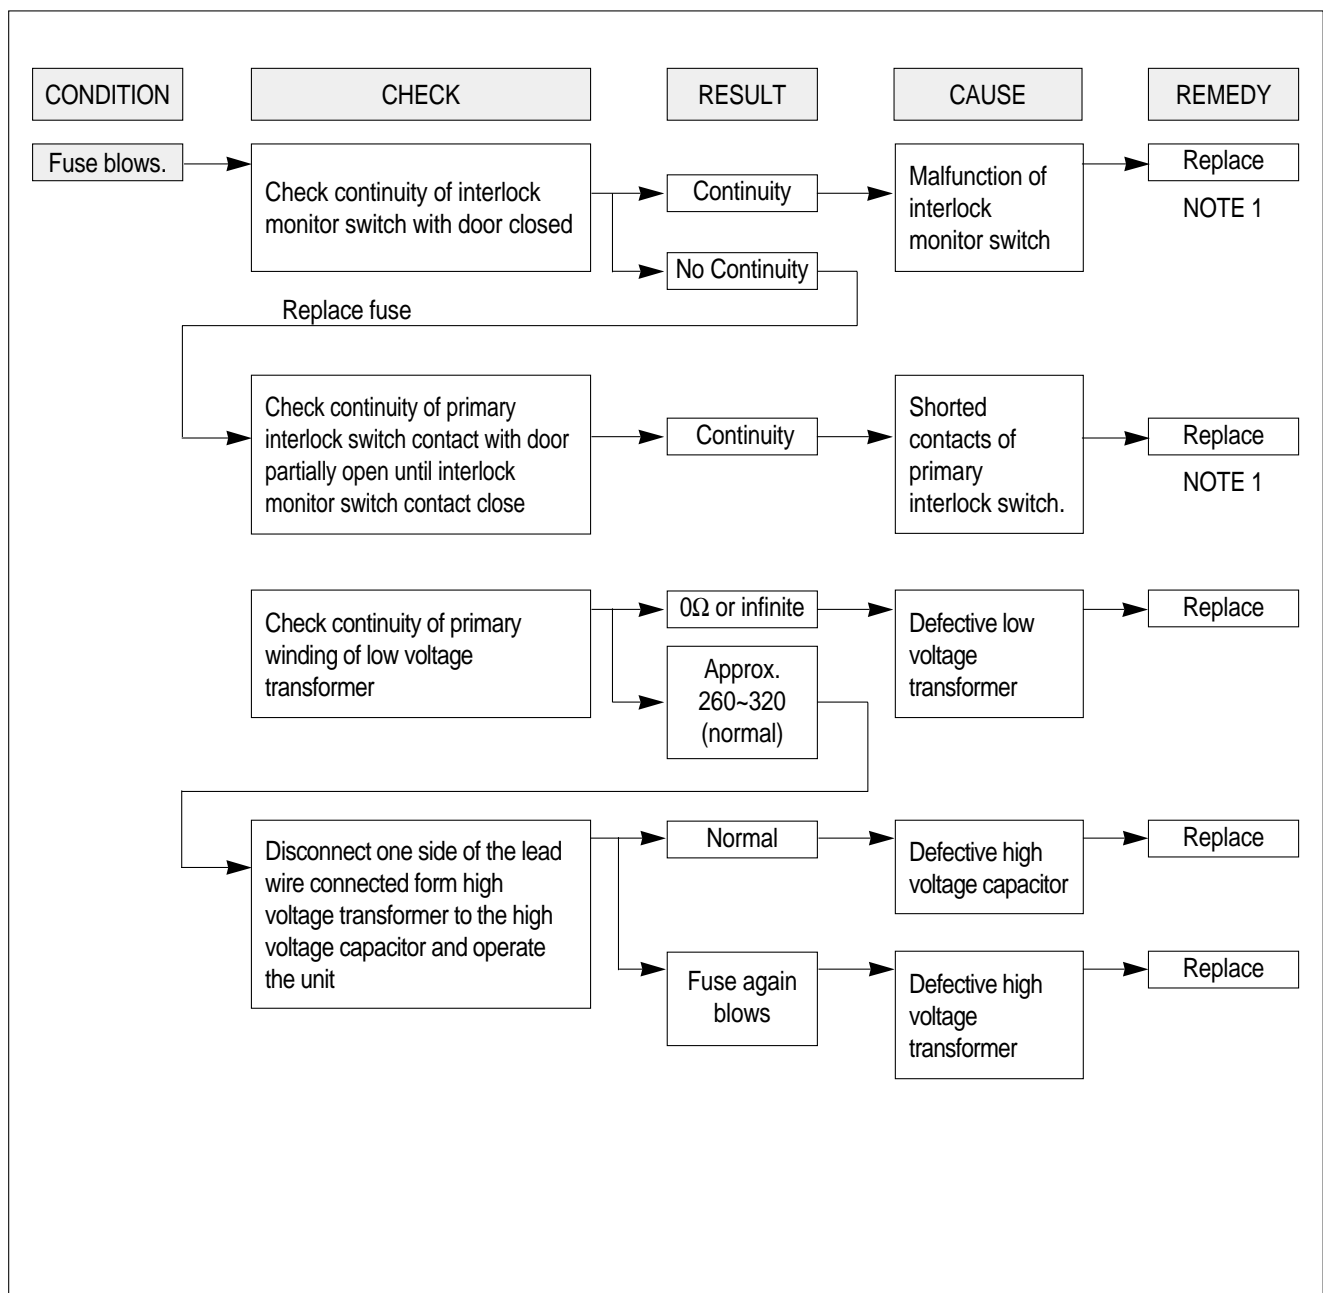 CONDITION
CHECK
RESULT
CAUSE
REMEDY
Fuse blows.
Check continuity of interlock
monitor switch with door closed
Continuity
Malfunction of
interlock
monitor switch
Replace
NOTE 1
No Continuity
Replace fuse
Check continuity of primary
interlock switch contact with door
partially open until interlock
monitor switch contact close
Continuity
Shorted
contacts of
primary
interlock switch.
Replace
NOTE 1
Check continuity of primary
winding of low voltage
transformer
0Ω or infinite
Defective low
voltage
transformer
Replace
Approx.
260~320
(normal)
Disconnect one side of the lead
wire connected form high
voltage transformer to the high
voltage capacitor and operate
the unit
Normal
Defective high
voltage capacitor
Replace
Fuse again
blows
Defective high
voltage
transformer
Replace